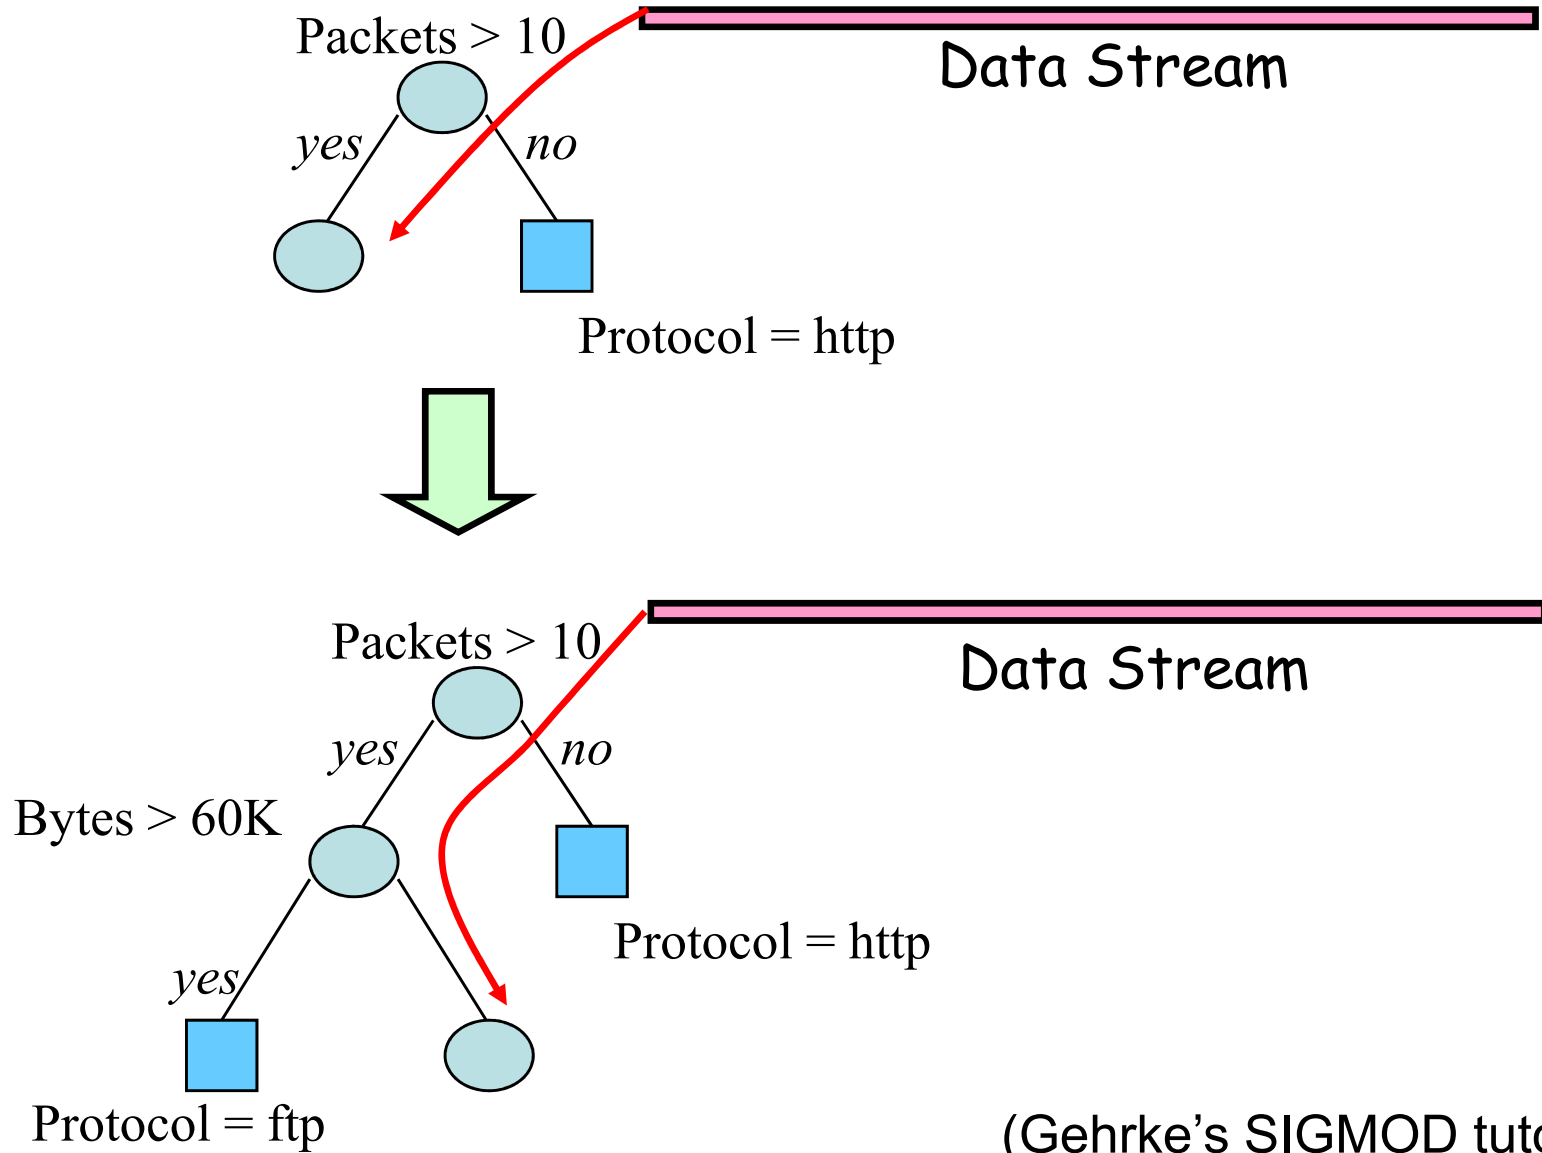 Packets > 10
Data Stream
yes
no
Protocol = http
Packets > 10
Data Stream
yes
no
Bytes > 60K
Protocol = http
yes
Protocol = ftp
(Gehrke's SIGMOD